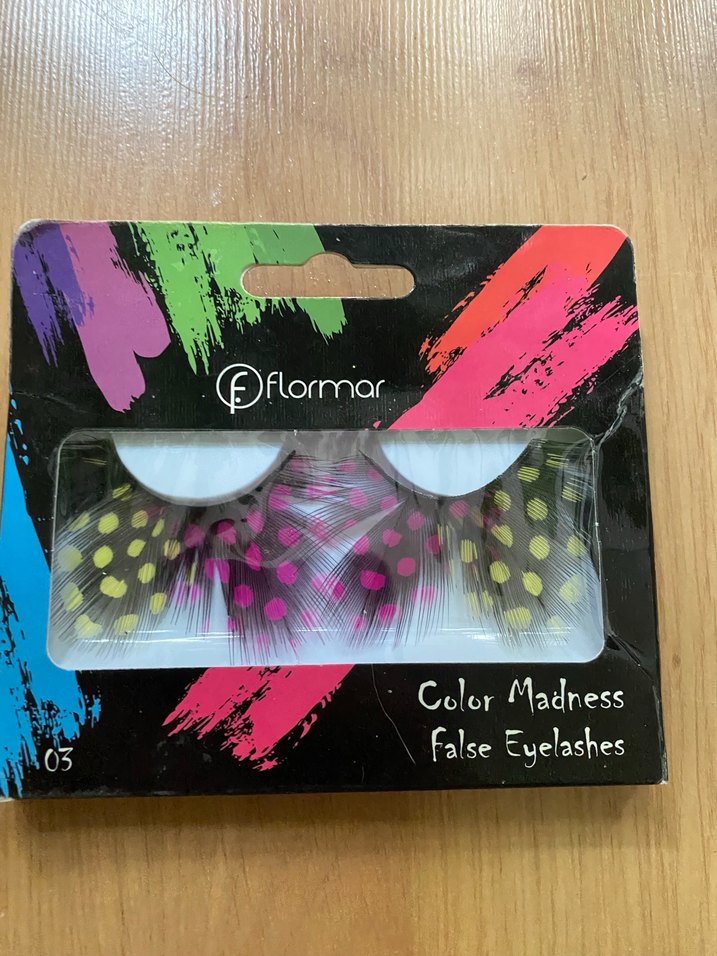 flormar
Color Madness
False Eyelashes
03